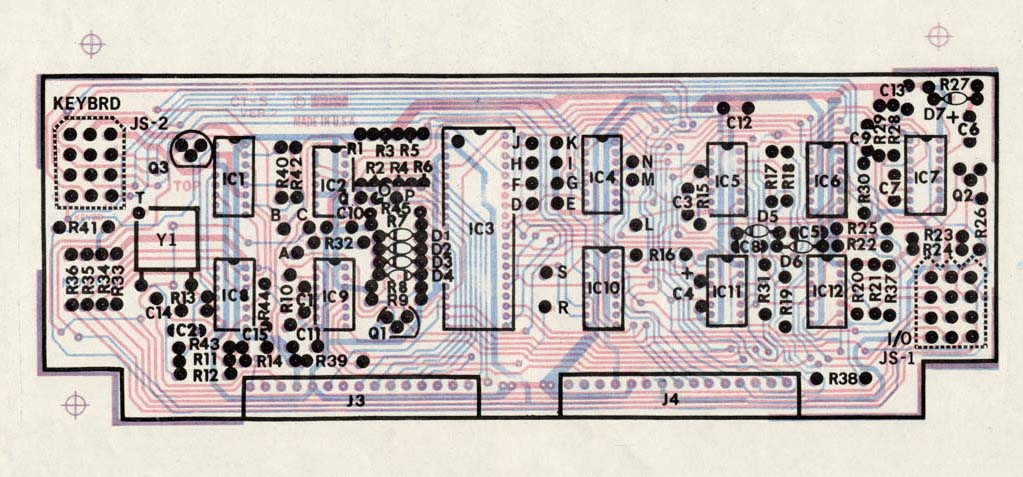 KEYBRD
JS-2
CT-S
VER 2
©
MADE IN U.S.A.
C13
R27
D7
+
C6
C12
C9
R29
R28
Q3
TOP
IC1
R40
R42
IC2
R1
R3 R5
R2 R4 R6
J K
H I
F G
D E
IC3
IC4
N
M
L
IC5
R15
C3
R17
R18
IC6
R30
C7
IC7
Q2
R26
T
Y1
R41
B C
A
Q
O
P
C10
R32
R7
D1
D2
D3
D4
R8
R9
D5
C8
C5
D6
R25
R22
R23
R24
R36
R35
R34
R33
R13
C14
IC8
R44
R10
C1
IC9
S
R
IC10
R16
+
C4
IC11
R31
R19
IC12
R20
R21
R37
I/O
JS-1
C2
R43
R11
R12
C15
R14
C11
R39
Q1
R38
J3
J4